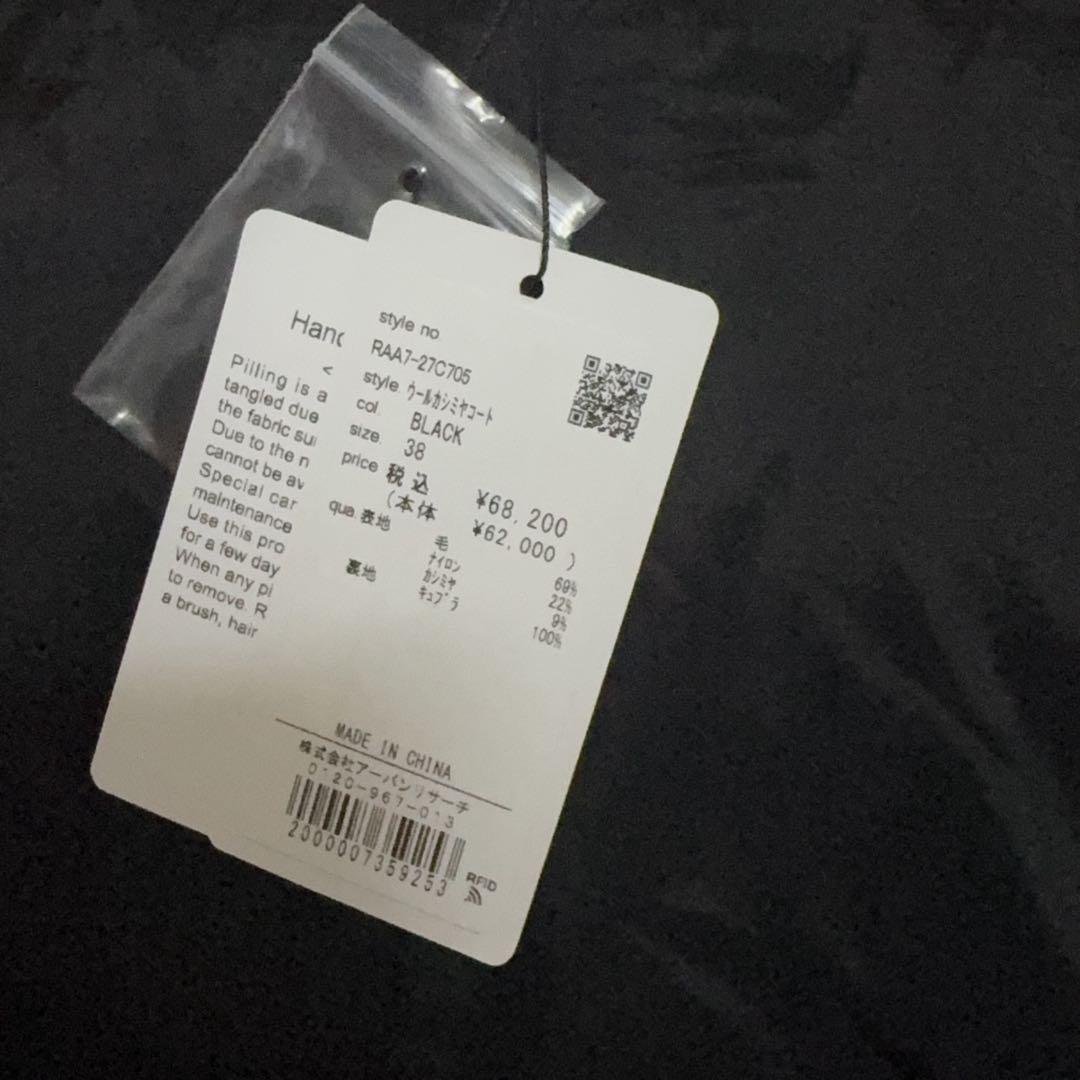 Hand
<
Pilling is a
tangled due
the fabric su
Due to the n
cannot be av
Special car
maintenance
Use this pro
for a few day
When any pi
to remove. R
a brush, hair
style no
RAA7-27C705
style. ウールカシミヤコート
col. BLACK
size. 38
price 税込 ¥68,200
(本体 ¥62,000 )
qua 表地 毛 69%
ナイロン 22%
カシミヤ 9%
裏地 キュプラ 100%
MADE IN CHINA
株式会社アーバンリサーチ
0120-967-013
2000007359253
RFID